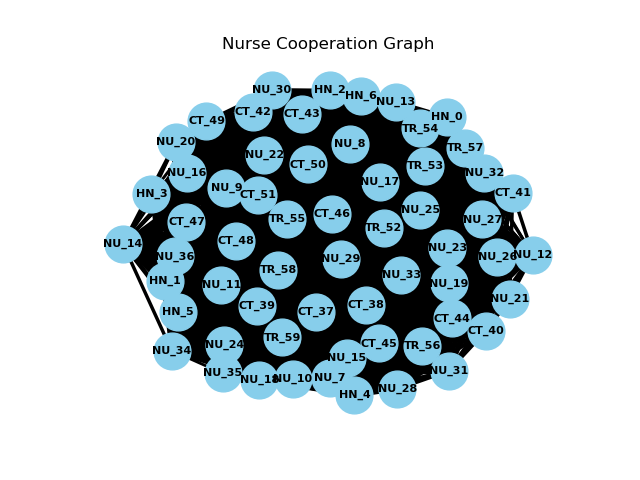 Nurse Cooperation Graph
NU_30
HN_2
HN_6
NU_13
CT_42
CT_43
HN_0
CT_49
TR_54
NU_20
NU_8
TR_57
NU_22
CT_50
TR_53
NU_16
NU_32
NU_17
NU_9
HN_3
CT_51
CT_41
NU_25
CT_46
TR_55
NU_27
CT_47
TR_52
CT_48
NU_14
NU_23
NU_12
NU_36
NU_26
NU_29
TR_58
NU_33
HN_1
NU_19
NU_11
NU_21
CT_39
CT_38
HN_5
CT_37
CT_44
CT_40
TR_59
CT_45
NU_24
TR_56
NU_34
NU_15
NU_31
NU_35
NU_18
NU_10
NU_7
NU_28
HN_4